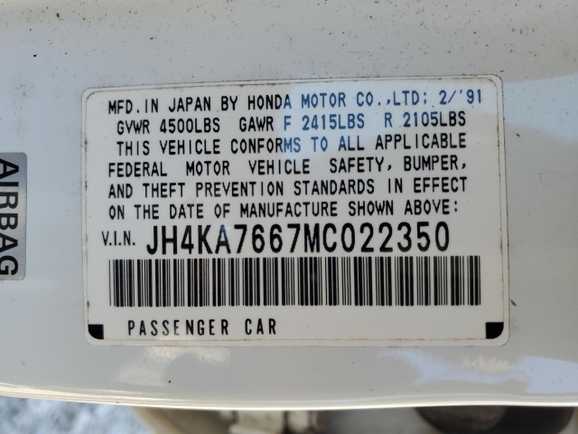 MFD. IN JAPAN BY HONDA MOTOR CO.,LTD: 2/'91
GVWR 4500LBS GAWR F 2415LBS R 2105LBS
THIS VEHICLE CONFORMS TO ALL APPLICABLE
FEDERAL MOTOR VEHICLE SAFETY, BUMPER,
AND THEFT PREVENTION STANDARDS IN EFFECT
ON THE DATE OF MANUFACTURE SHOWN ABOVE:
V.I.N. JH4KA7667MC022350
PASSENGER CAR
AIRBAG